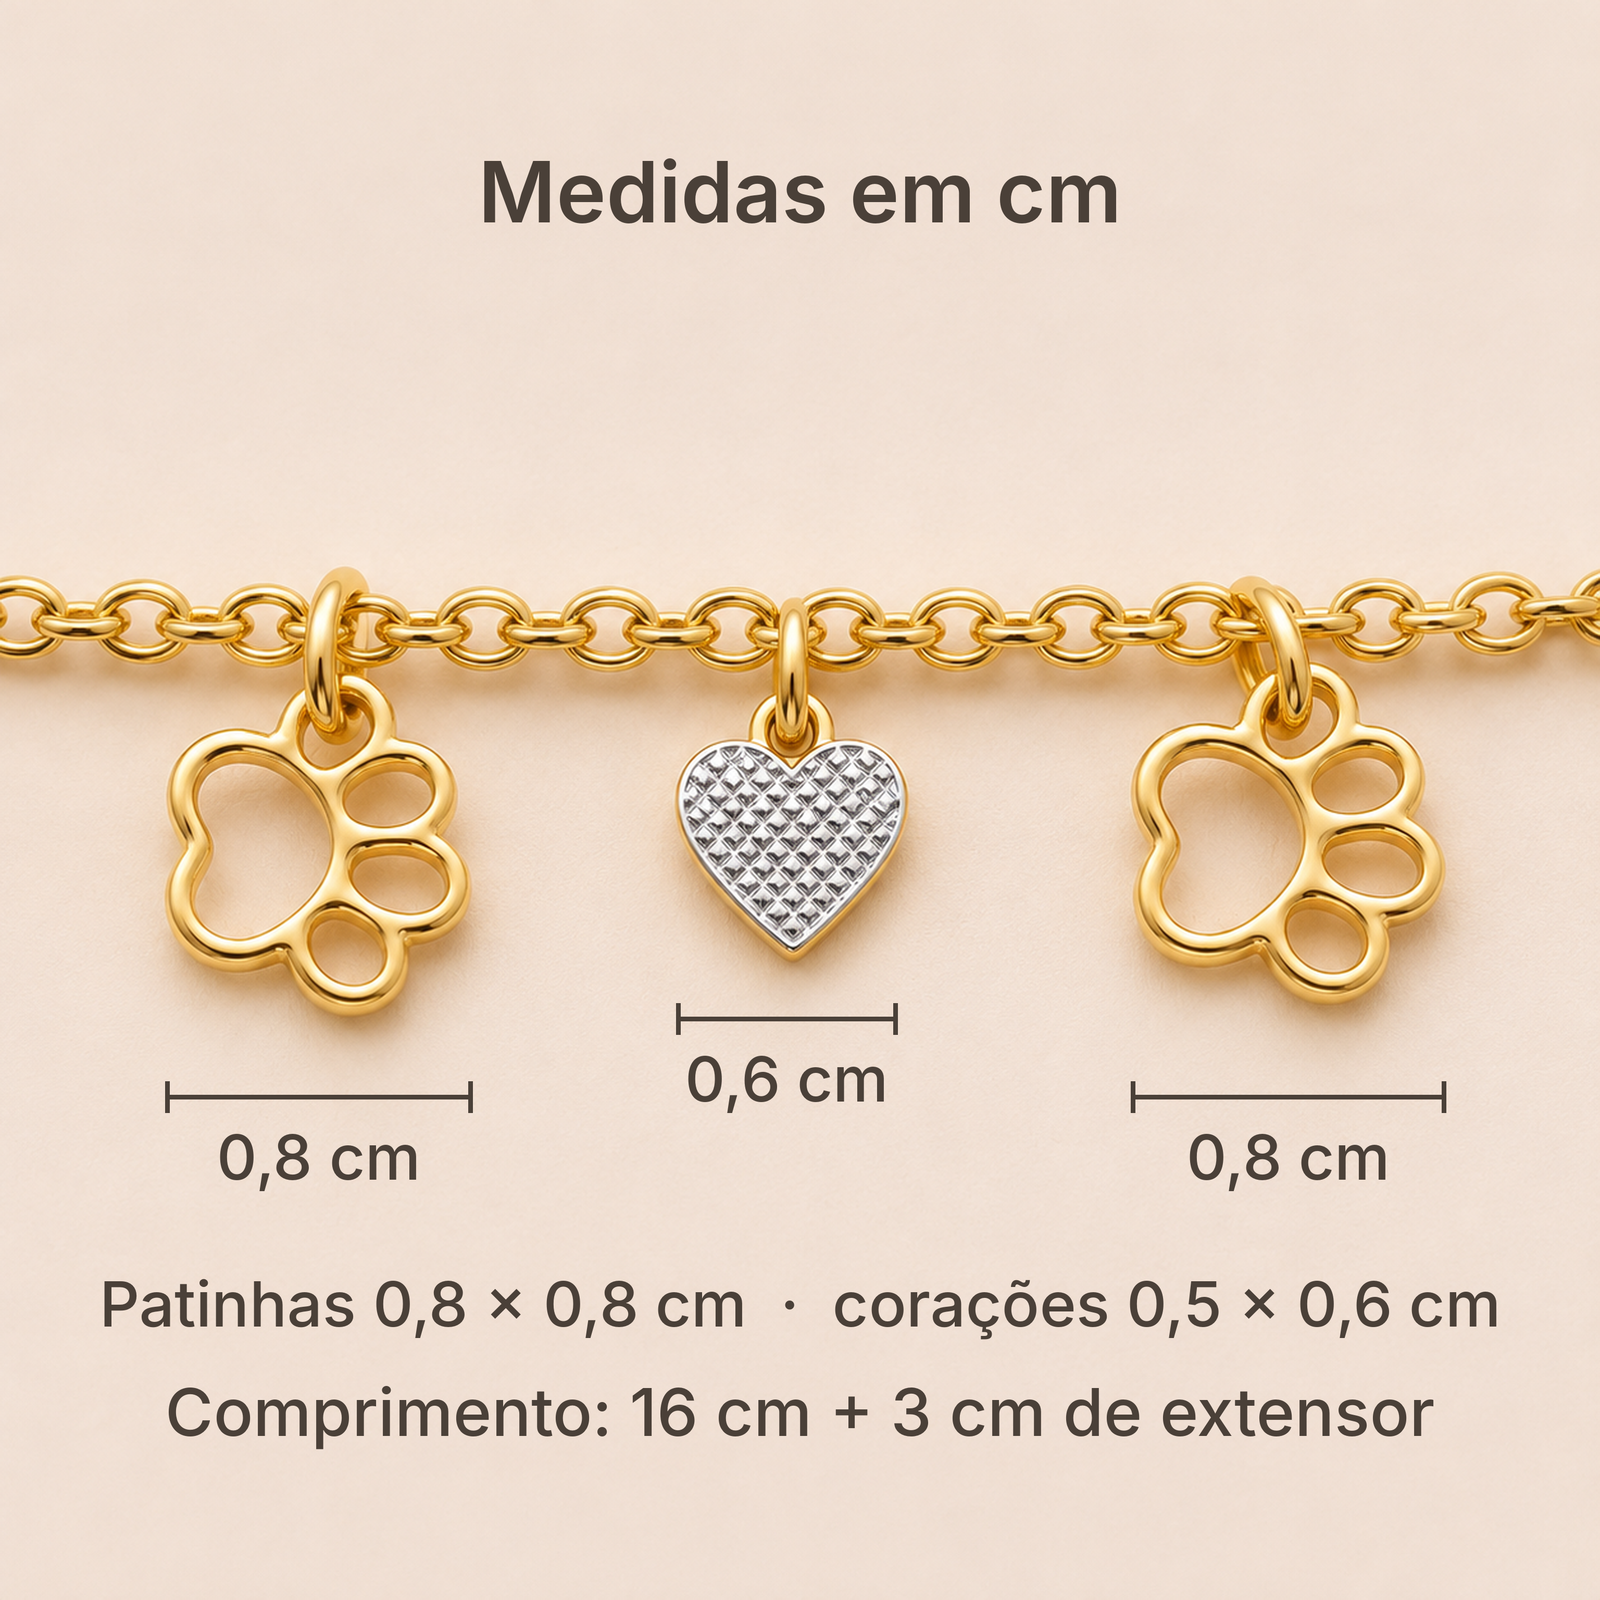 Medidas em cm
0,6 cm
0,8 cm
0,8 cm
Patinhas 0,8 × 0,8 cm · corações 0,5 × 0,6 cm
Comprimento: 16 cm + 3 cm de extensor